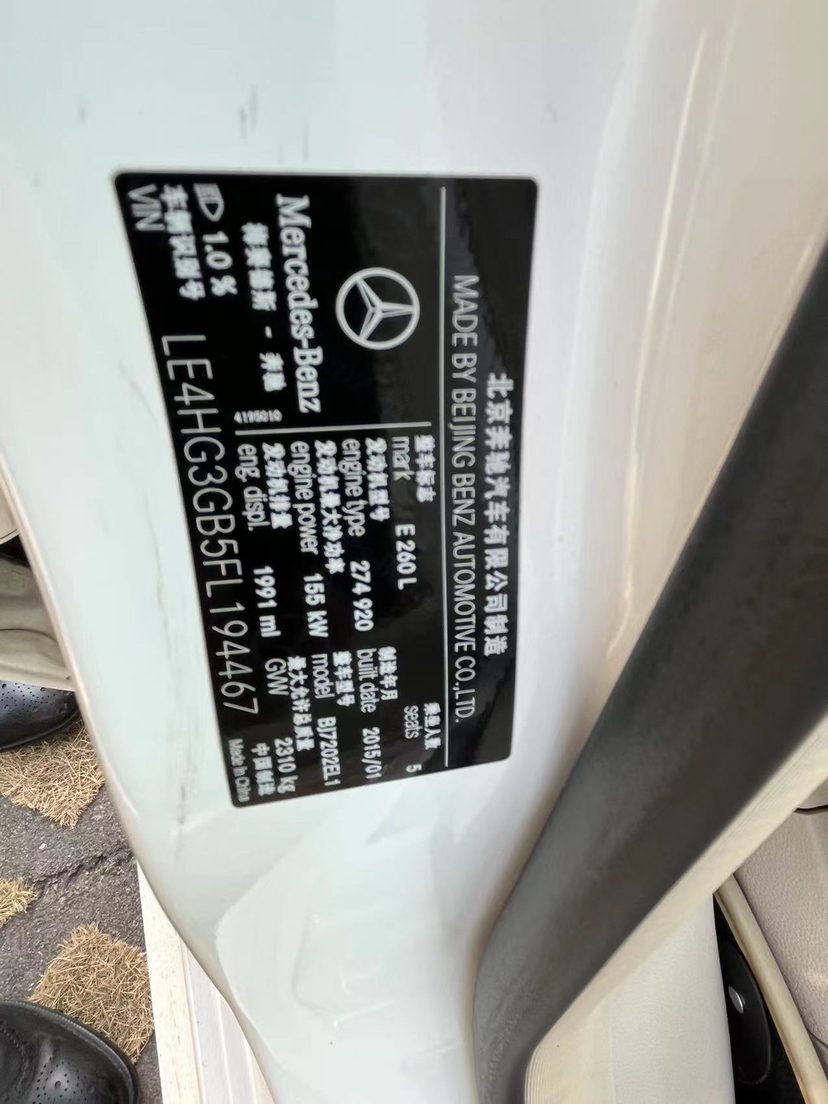 北京奔驰汽车有限公司制造
MADE BY BEIJING BENZ AUTOMOTIVE CO.,LTD.
Mercedes-Benz
梅赛德斯 - 奔驰
4195010
1.0 %
整车标志
mark E 260 L
乘坐人数
seats 5
发动机型号
engine type 274 920
制造年月
built date 2015/01
发动机最大净功率
engine power 155 kW
整车型号
model BJ7202EL1
发动机排量
eng. displ. 1991 ml
最大允许总质量
GVW 2310 kg
车辆识别号
VIN LE4HG3GB5FL194467
中国制造
Made In China